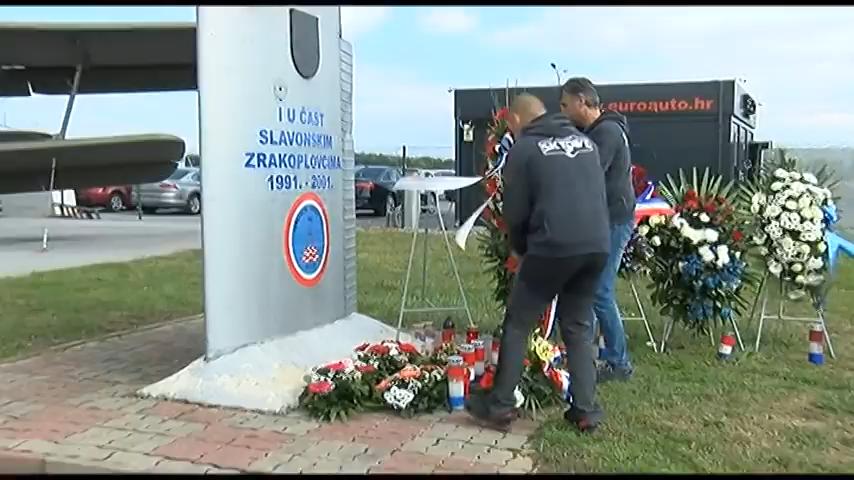 I U ČAST
SLAVONSKIM
ZRAKOPLOVCIMA
1991. - 2001.
euroauto.hr